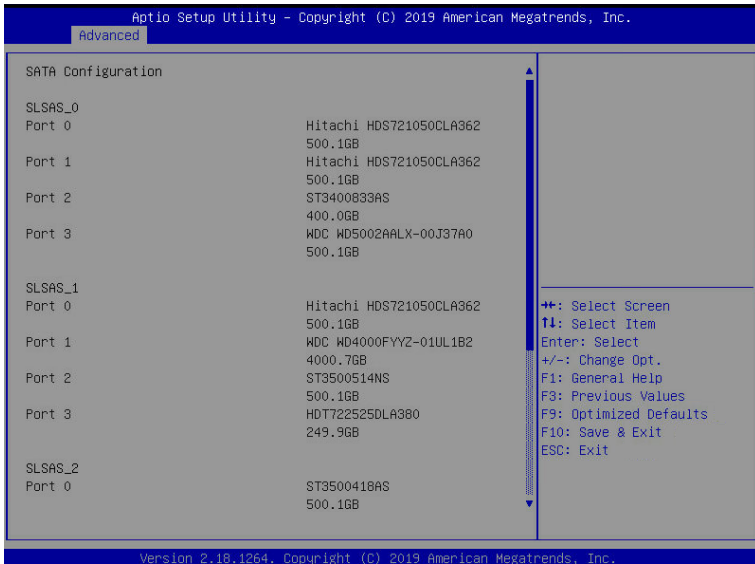 Aptio Setup Utility – Copyright (C) 2019 American Megatrends, Inc.
Advanced
SATA Configuration
SLSAS_0
Port 0 Hitachi HDS721050CLA362
500.1GB
Port 1 Hitachi HDS721050CLA362
500.1GB
Port 2 ST3400833AS
400.0GB
Port 3 WDC WD5002AALX-00J37A0
500.1GB
SLSAS_1
Port 0 Hitachi HDS721050CLA362
500.1GB
Port 1 WDC WD4000FYYZ-01UL1B2
4000.7GB
Port 2 ST3500514NS
500.1GB
Port 3 HDT722525DLA380
249.9GB
SLSAS_2
Port 0 ST3500418AS
500.1GB
→←: Select Screen
↑↓: Select Item
Enter: Select
+/-: Change Opt.
F1: General Help
F3: Previous Values
F9: Optimized Defaults
F10: Save & Exit
ESC: Exit
Version 2.18.1264. Copyright (C) 2019 American Megatrends, Inc.